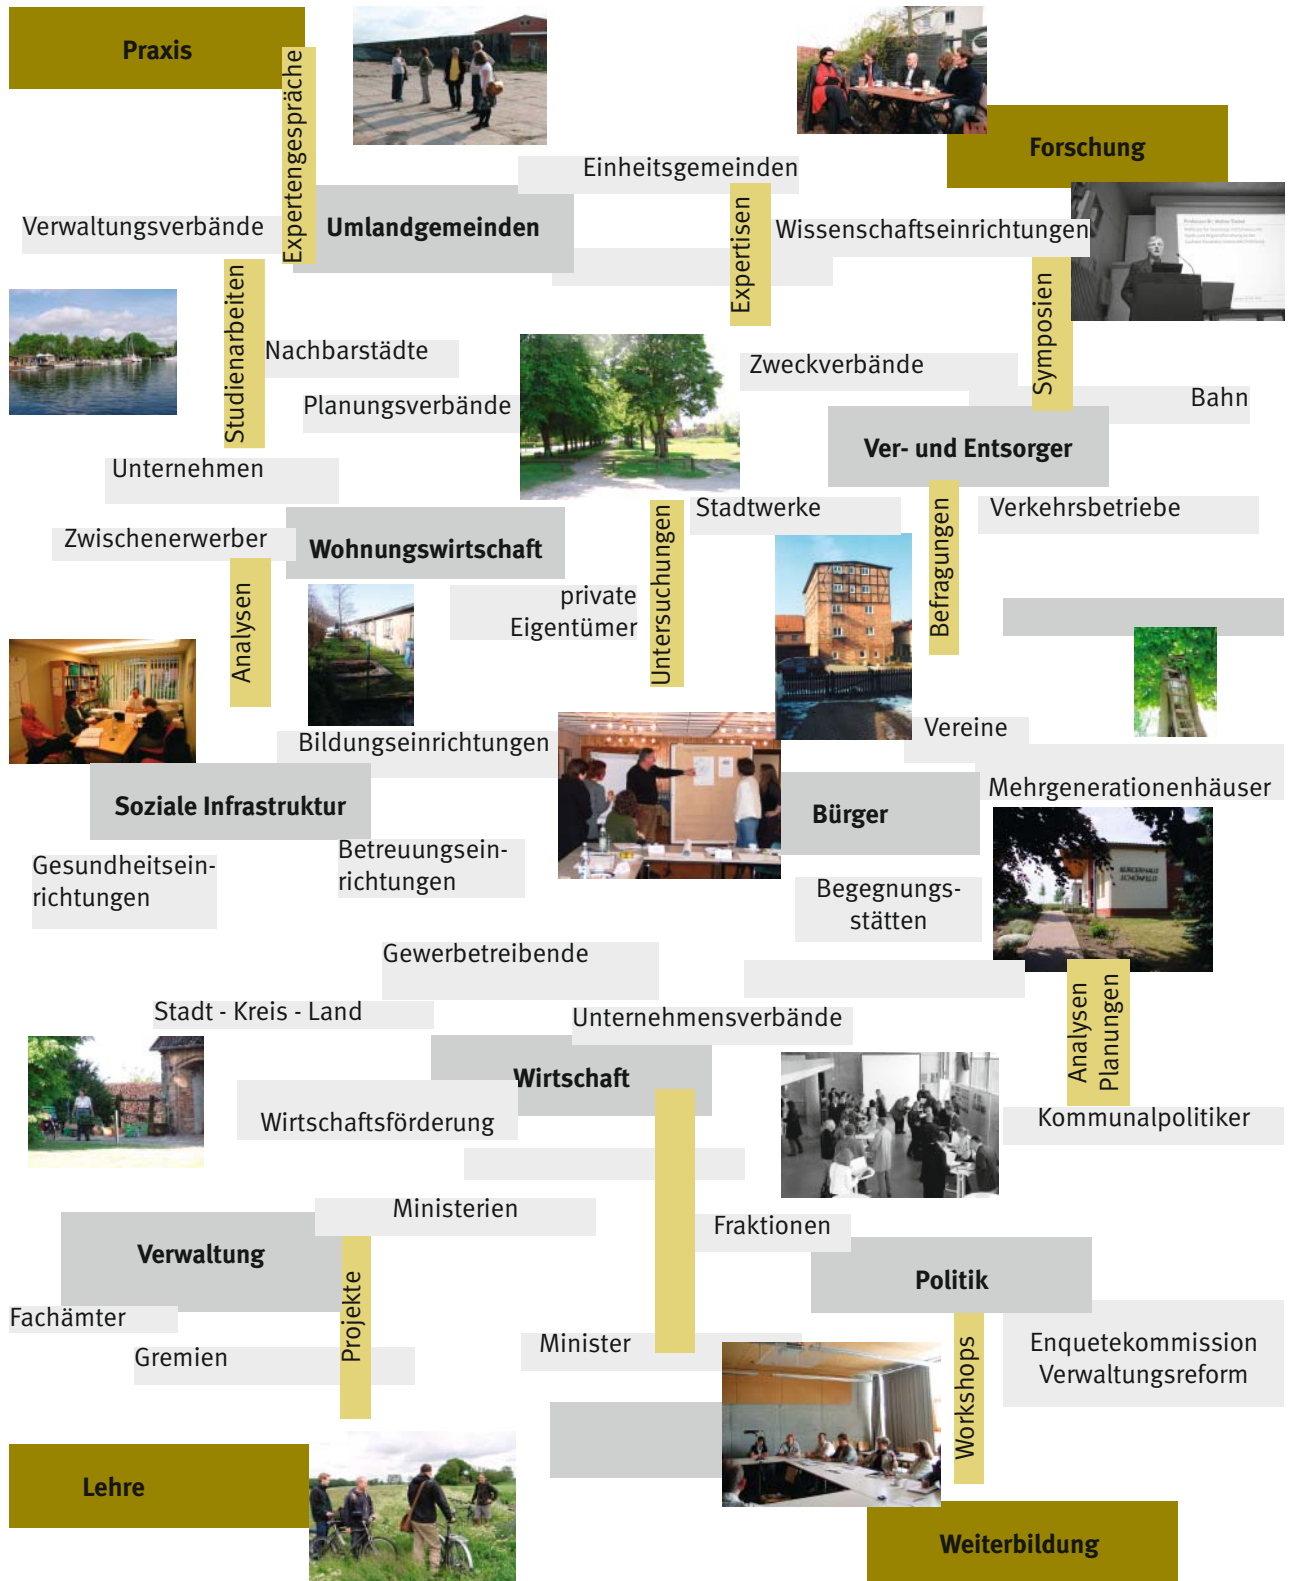 Praxis
Expertengespräche
Forschung
Einheitsgemeinden
Umlandgemeinden
Verwaltungsverbände
Expertisen
Wissenschaftseinrichtungen
Studienarbeiten
Symposien
Nachbarstädte
Zweckverbände
Planungsverbände
Bahn
Ver- und Entsorger
Unternehmen
Stadtwerke
Verkehrsbetriebe
Zwischenerwerber
Wohnungswirtschaft
Untersuchungen
Befragungen
Analysen
private
Eigentümer
Vereine
Bildungseinrichtungen
Mehrgenerationenhäuser
Soziale Infrastruktur
Bürger
Betreuungsein-
richtungen
Gesundheitsein-
richtungen
BÜRGERHAUS
SCHÖNFELD
Begegnungs-
stätten
Gewerbetreibende
Stadt - Kreis - Land
Unternehmensverbände
Analysen
Planungen
Wirtschaft
Wirtschaftsförderung
Kommunalpolitiker
Ministerien
Fraktionen
Verwaltung
Politik
Projekte
Fachämter
Gremien
Minister
Workshops
Enquetekommission
Verwaltungsreform
Lehre
Weiterbildung